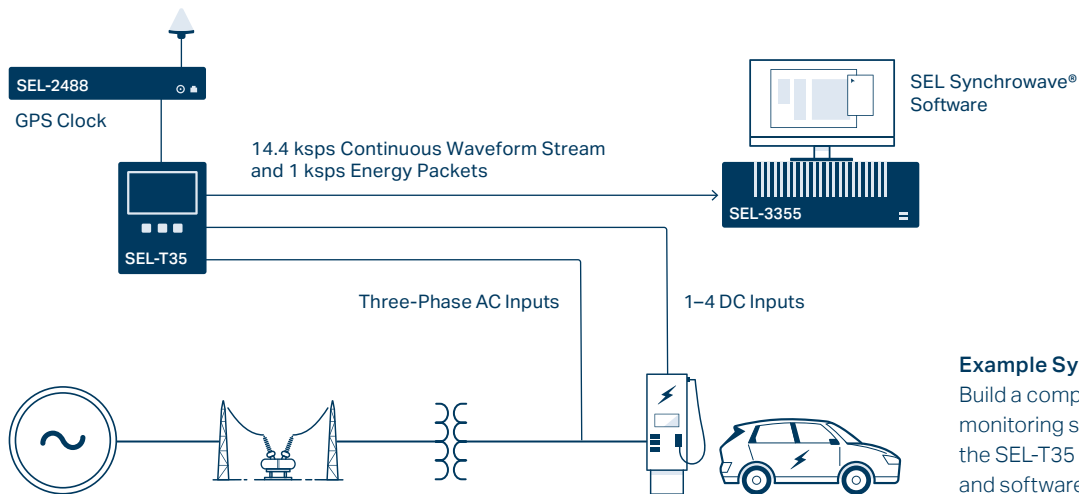 SEL-2488
GPS Clock
SEL Synchrowave®
Software
14.4 ksps Continuous Waveform Stream
and 1 ksps Energy Packets
SEL-3355
SEL-T35
Three-Phase AC Inputs
1–4 DC Inputs
Example Sy
Build a comp
monitoring s
the SEL-T35
and software